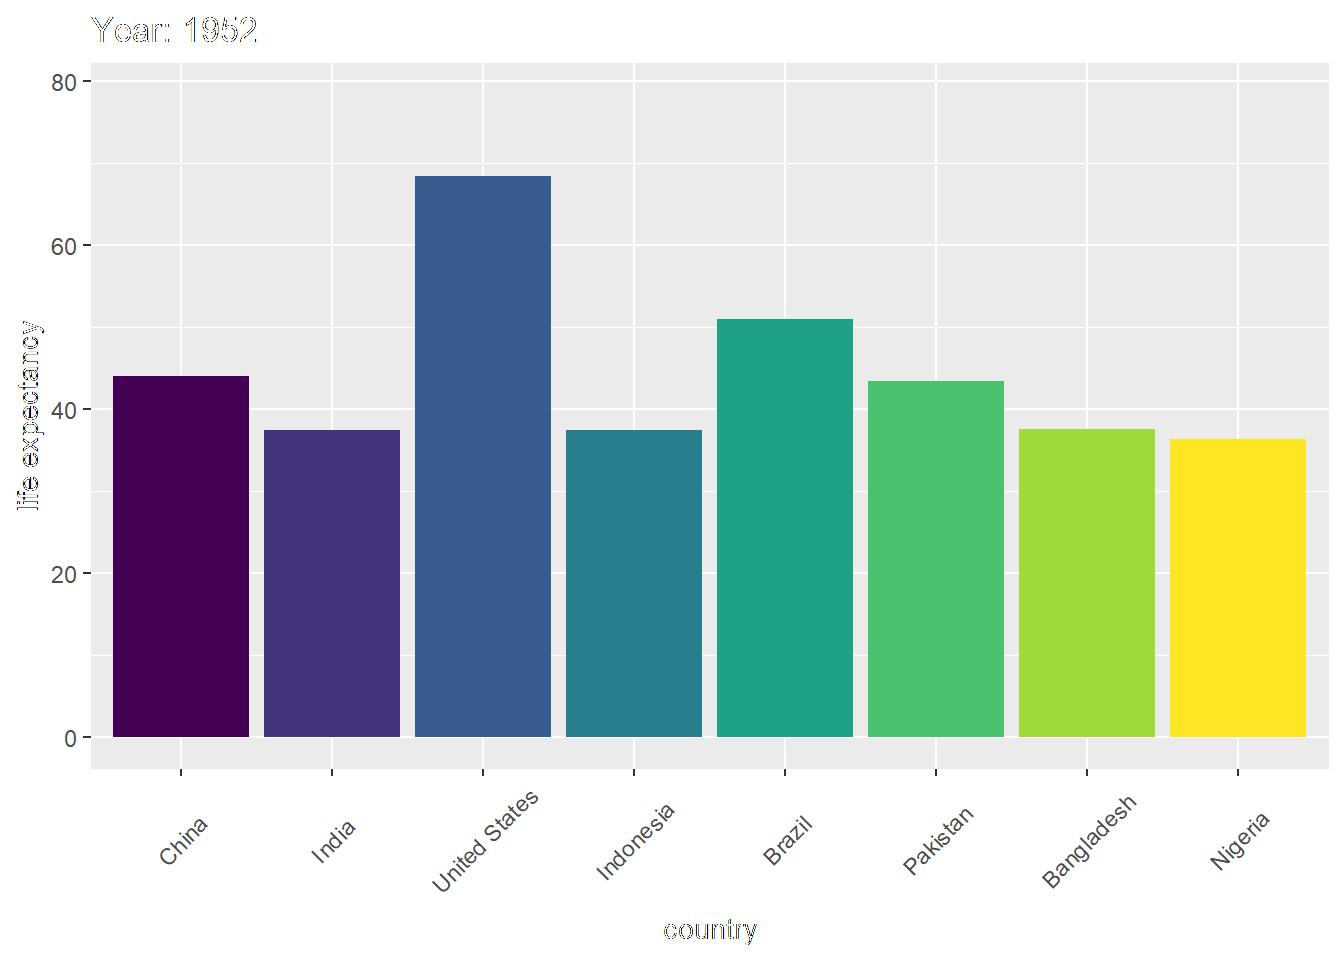 Year: 1952
life expectancy
80
60
40
20
0
China
India
United States
Indonesia
Brazil
Pakistan
Bangladesh
Nigeria
country